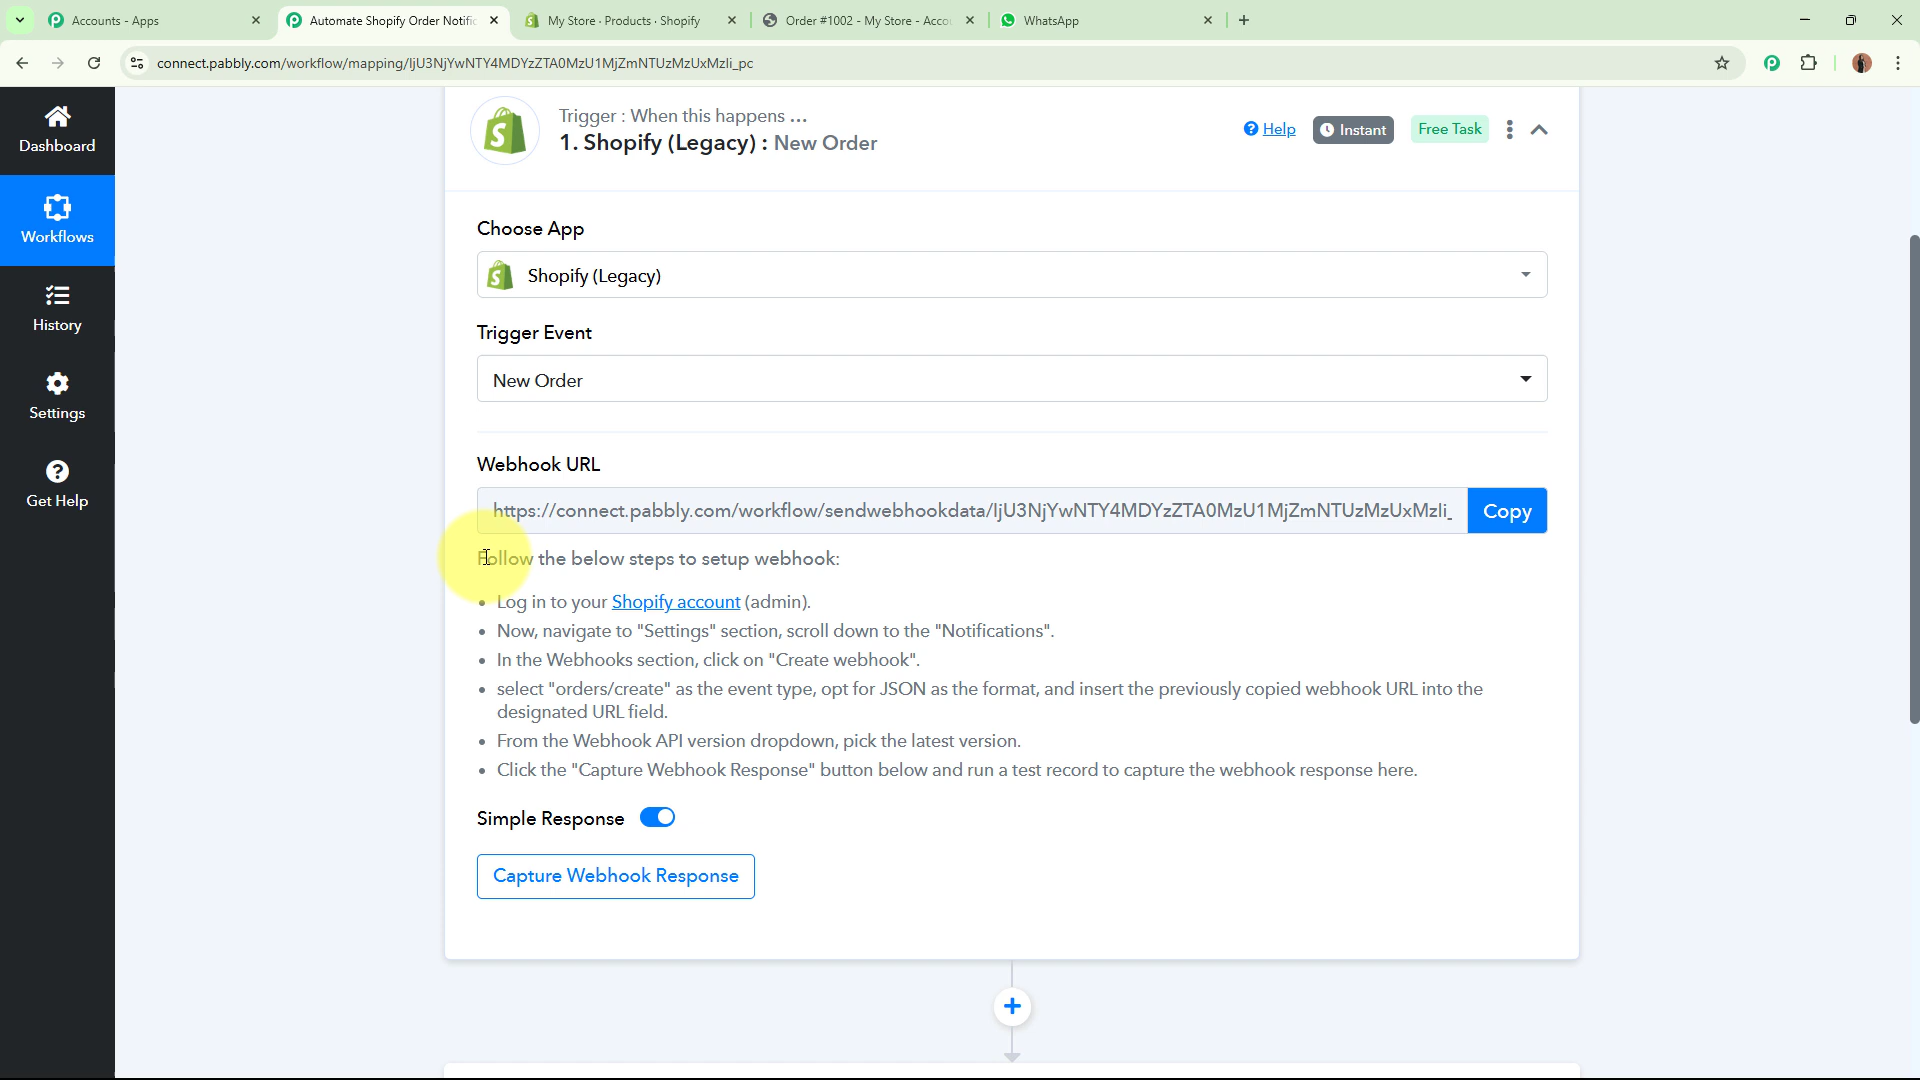 Accounts - Apps
Automate Shopify Order Notific
My Store · Products · Shopify
Order #1002 - My Store - Accou
WhatsApp
connect.pabbly.com/workflow/mapping/IjU3NjYwNTY4MDYzZTA0MzU1MjZmNTUzMzUxMzIi_pc
Dashboard
Workflows
History
Settings
Get Help
Trigger : When this happens ...
1. Shopify (Legacy) : New Order
Help
Instant
Free Task
Choose App
Shopify (Legacy)
Trigger Event
New Order
Webhook URL
https://connect.pabbly.com/workflow/sendwebhookdata/IjU3NjYwNTY4MDYzZTA0MzU1MjZmNTUzMzUxMzIi_
Copy
Follow the below steps to setup webhook:
• Log in to your Shopify account (admin).
• Now, navigate to "Settings" section, scroll down to the "Notifications".
• In the Webhooks section, click on "Create webhook".
• select "orders/create" as the event type, opt for JSON as the format, and insert the previously copied webhook URL into the
designated URL field.
• From the Webhook API version dropdown, pick the latest version.
• Click the "Capture Webhook Response" button below and run a test record to capture the webhook response here.
Simple Response
Capture Webhook Response